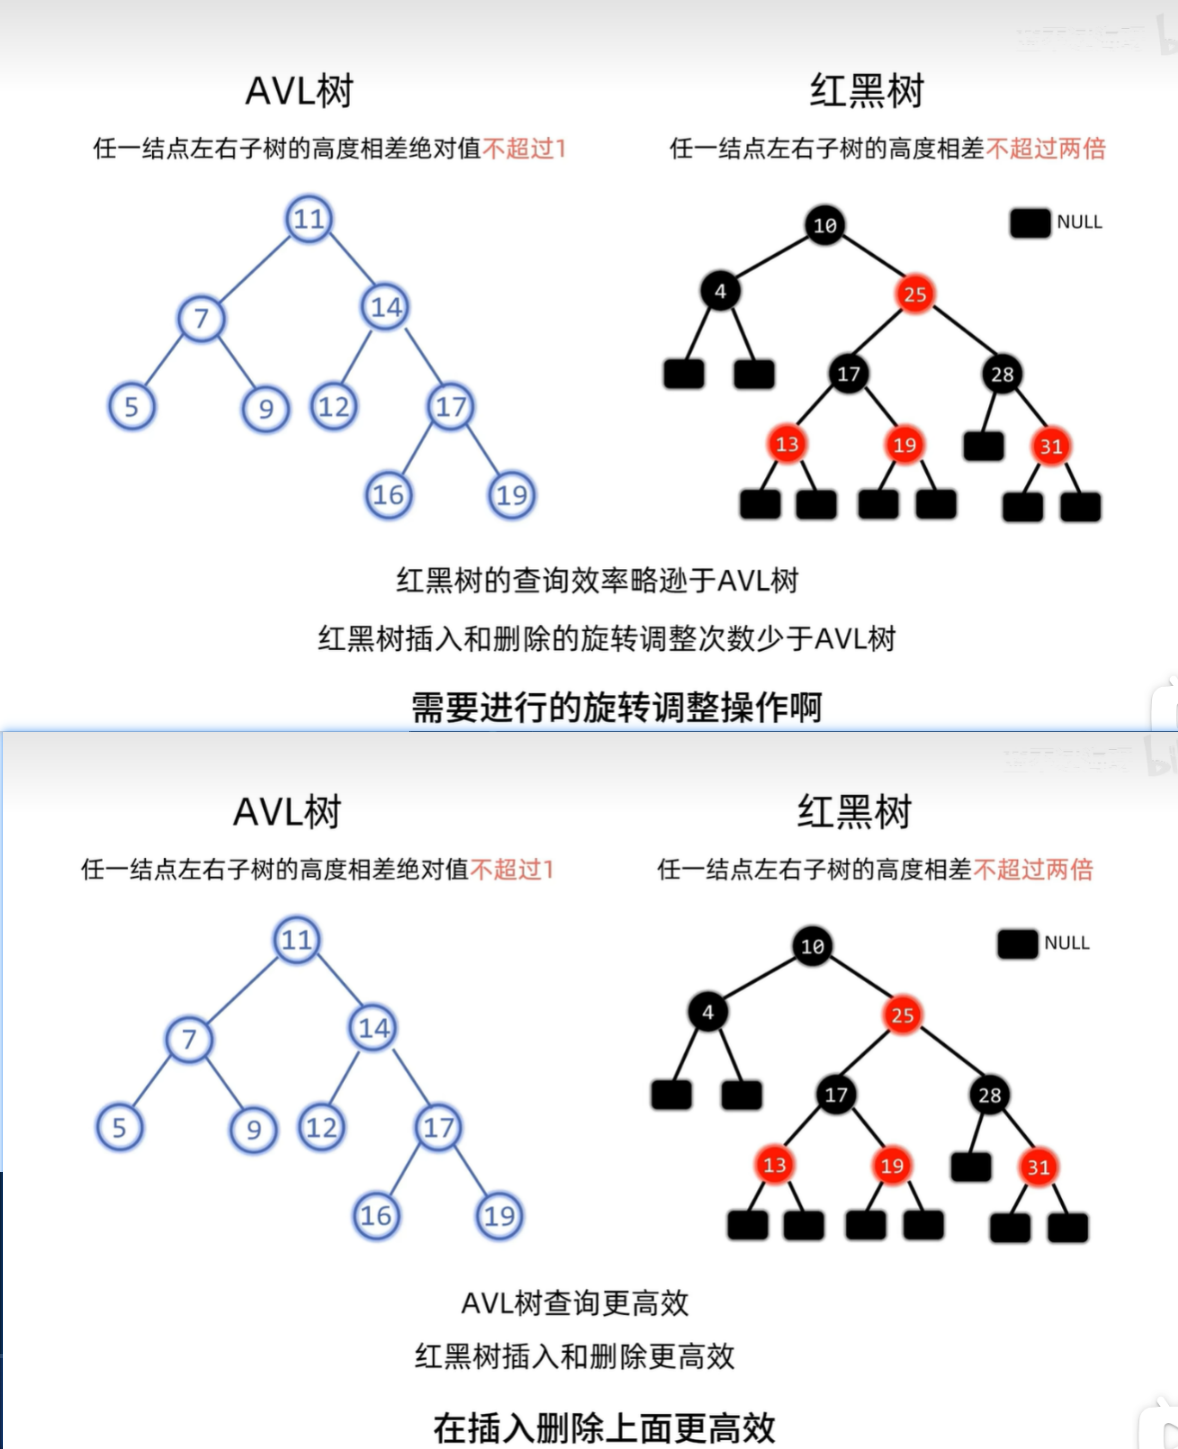 AVL树 红黑树
任一结点左右子树的高度相差绝对值不超过1 任一结点左右子树的高度相差不超过两倍
11 10 NULL
7 14 4 25
5 9 12 17 17 28
16 19 13 19 31
红黑树的查询效率略逊于AVL树
红黑树插入和删除的旋转调整次数少于AVL树
需要进行的旋转调整操作啊
AVL树 红黑树
任一结点左右子树的高度相差绝对值不超过1 任一结点左右子树的高度相差不超过两倍
11 10 NULL
7 14 4 25
5 9 12 17 17 28
16 19 13 19 31
AVL树查询更高效
红黑树插入和删除更高效
在插入删除上面更高效